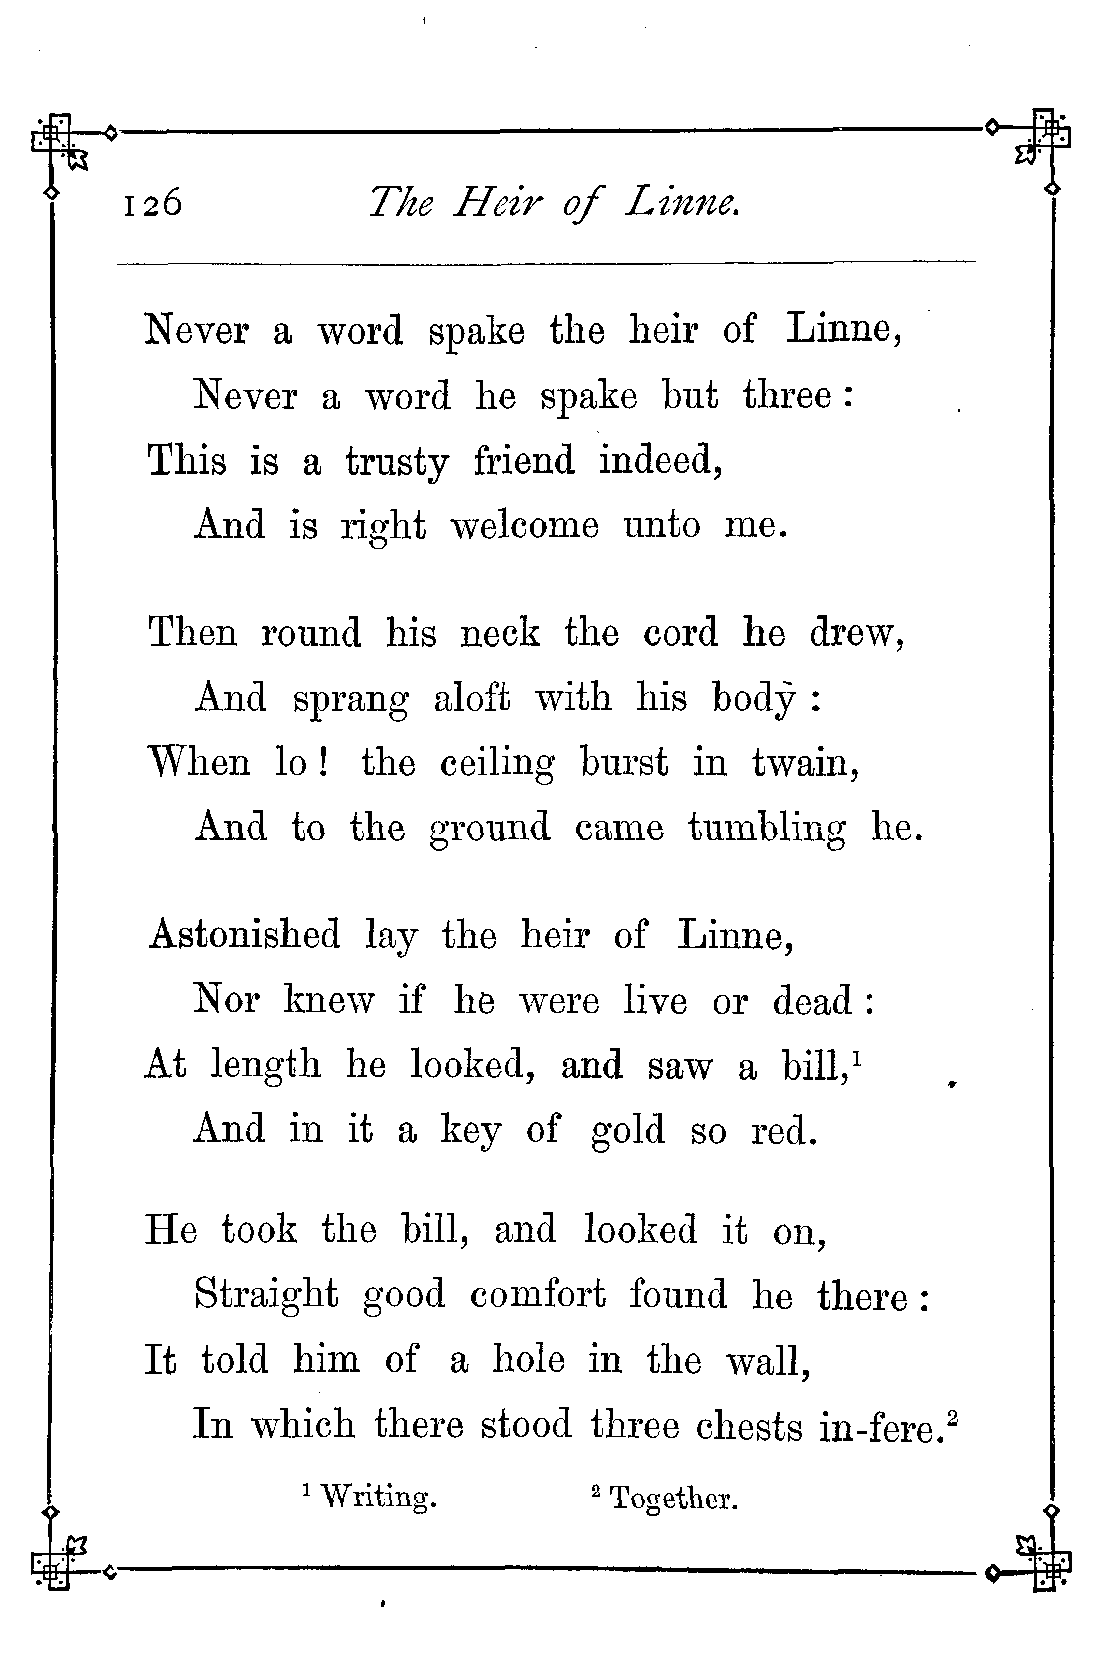 126 The Heir of Linne.
Never a word spake the heir of Linne,
Never a word he spake but three :
This is a trusty friend indeed,
And is right welcome unto me.
Then round his neck the cord he drew,
And sprang aloft with his body :
When lo ! the ceiling burst in twain,
And to the ground came tumbling he.
Astonished lay the heir of Linne,
Nor knew if he were live or dead :
At length he looked, and saw a bill,¹
And in it a key of gold so red.
He took the bill, and looked it on,
Straight good comfort found he there :
It told him of a hole in the wall,
In which there stood three chests in-fere.²
¹ Writing. ² Together.